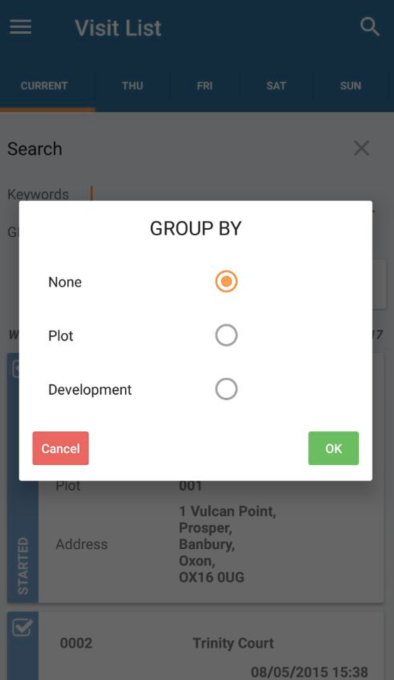 Visit List
CURRENT THU FRI SAT SUN
Search
Keywords
GROUP BY
None
Plot
Development
Cancel OK
Plot 001
Address 1 Vulcan Point,
Prosper,
Banbury,
Oxon,
OX16 0UG
STARTED
0002 Trinity Court
08/05/2015 15:38